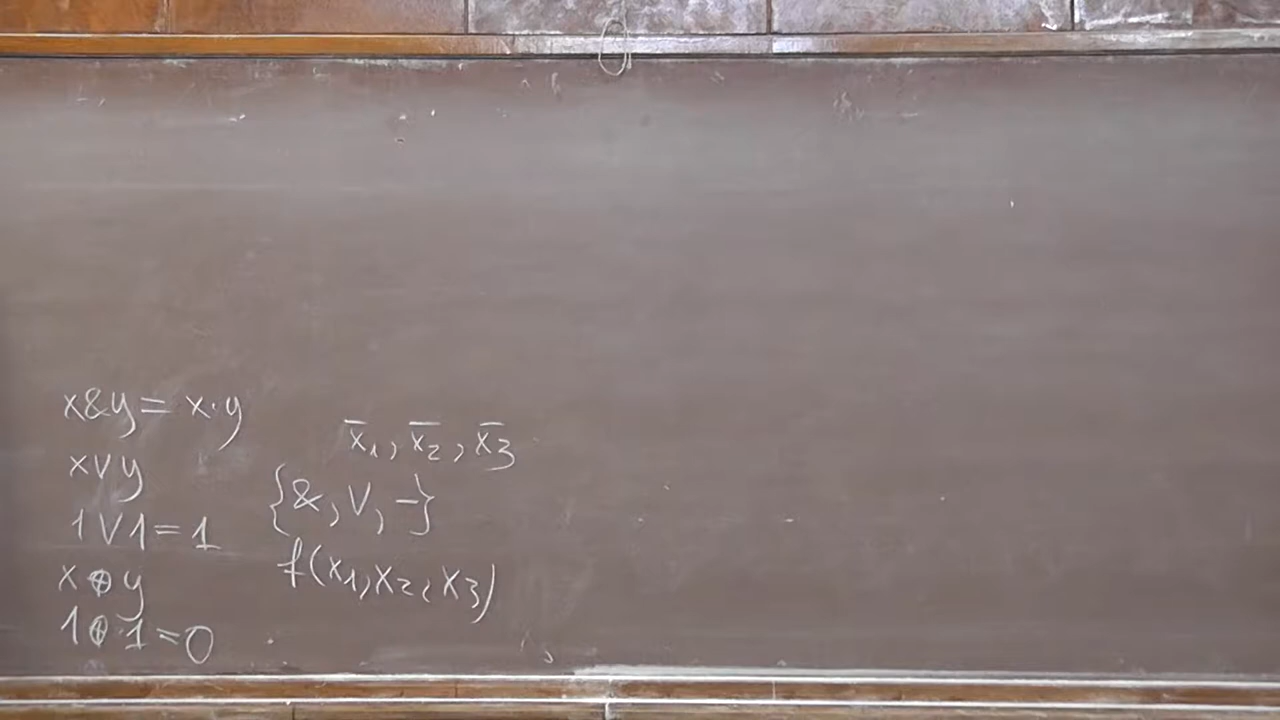 x&y = x·y
x∨y
1∨1=1
x⊕y
1⊕1=0
x̅₁, x̅₂, x̅₃
{&, ∨, −}
f(x₁, x₂, x₃)